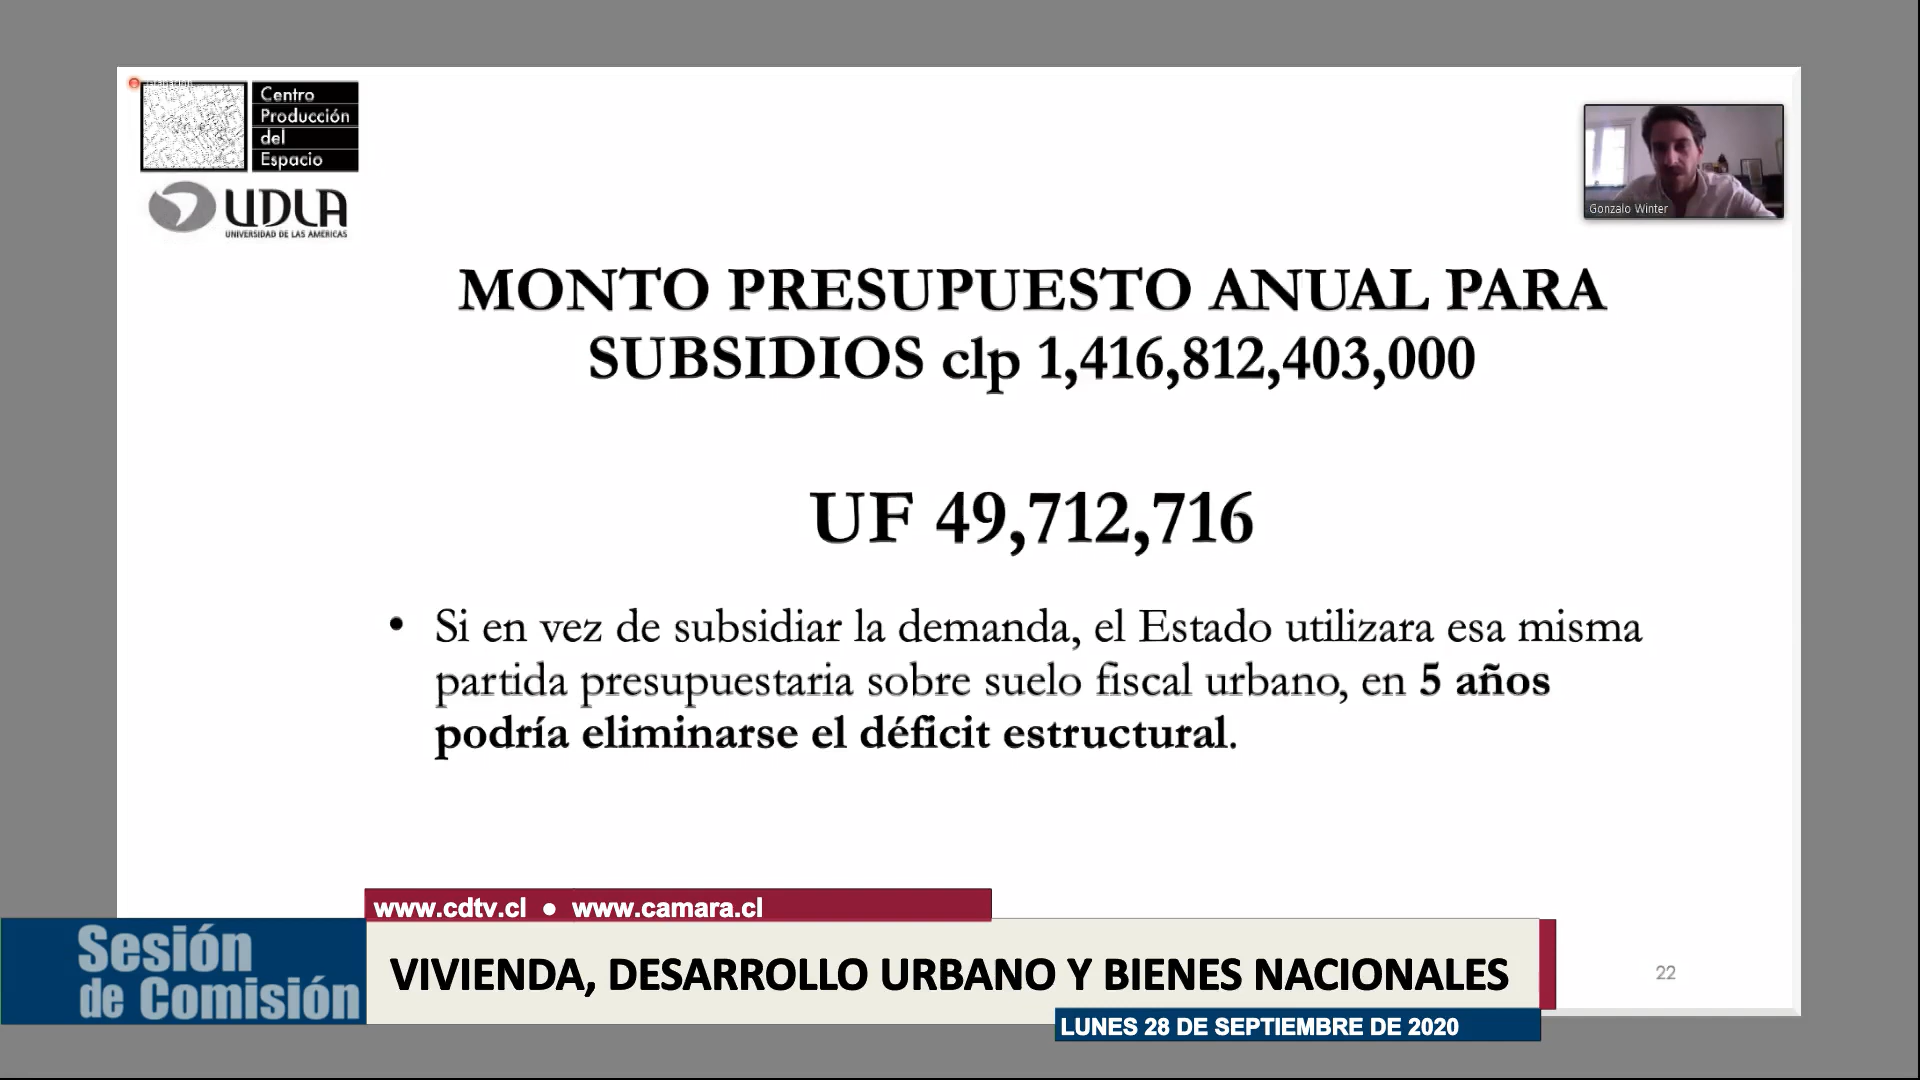 Grabación
Centro
Producción
del
Espacio
UDLA
UNIVERSIDAD DE LAS AMÉRICAS
Gonzalo Winter
MONTO PRESUPUESTO ANUAL PARA
SUBSIDIOS clp 1,416,812,403,000
UF 49,712,716
• Si en vez de subsidiar la demanda, el Estado utilizara esa misma
partida presupuestaria sobre suelo fiscal urbano, en 5 años
podría eliminarse el déficit estructural.
www.cdtv.cl ● www.camara.cl
Sesión
de Comisión
VIVIENDA, DESARROLLO URBANO Y BIENES NACIONALES
22
LUNES 28 DE SEPTIEMBRE DE 2020